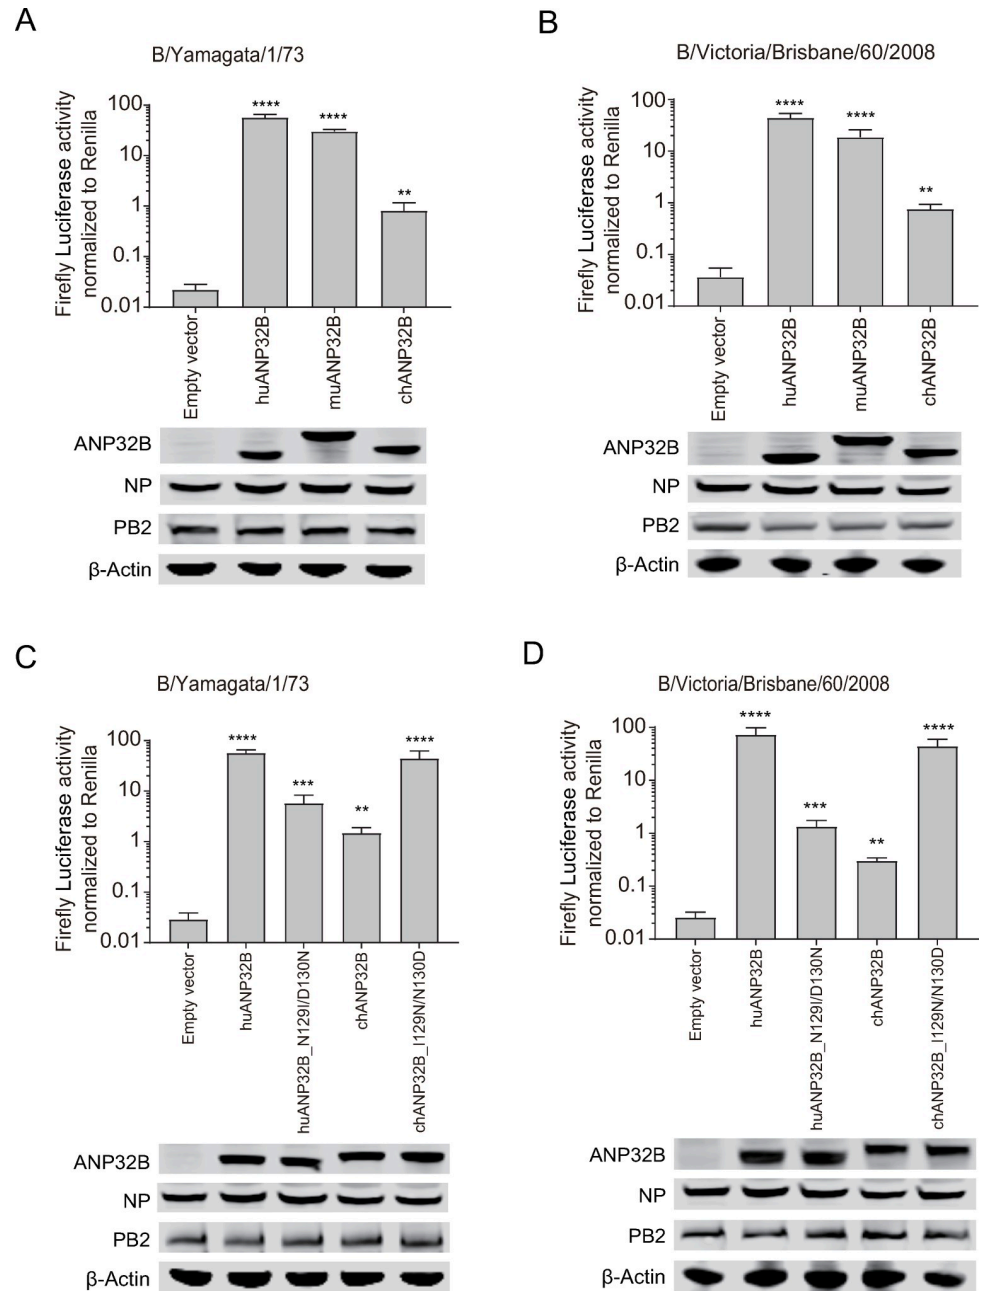 A
B/Yamagata/1/73
Firefly Luciferase activity
normalized to Renilla
100
10
1
0.1
0.01
****
****
**
Empty vector
huANP32B
muANP32B
chANP32B
ANP32B
NP
PB2
β-Actin
B
B/Victoria/Brisbane/60/2008
Firefly Luciferase activity
normalized to Renilla
100
10
1
0.1
0.01
****
****
**
Empty vector
huANP32B
muANP32B
chANP32B
ANP32B
NP
PB2
β-Actin
C
B/Yamagata/1/73
Firefly Luciferase activity
normalized to Renilla
100
10
1
0.1
0.01
****
***
**
****
Empty vector
huANP32B
huANP32B_N129I/D130N
chANP32B
chANP32B_I129N/N130D
ANP32B
NP
PB2
β-Actin
D
B/Victoria/Brisbane/60/2008
Firefly Luciferase activity
normalized to Renilla
100
10
1
0.1
0.01
****
***
**
****
Empty vector
huANP32B
huANP32B_N129I/D130N
chANP32B
chANP32B_I129N/N130D
ANP32B
NP
PB2
β-Actin